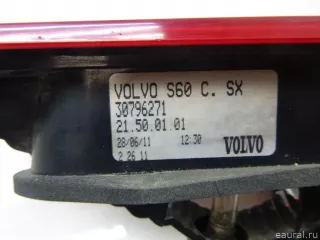 VOLVO S60 C. SX
30796271
21.50.01.01
28/06/11 12.30 VOLVO
2 26 11
© eaural.ru